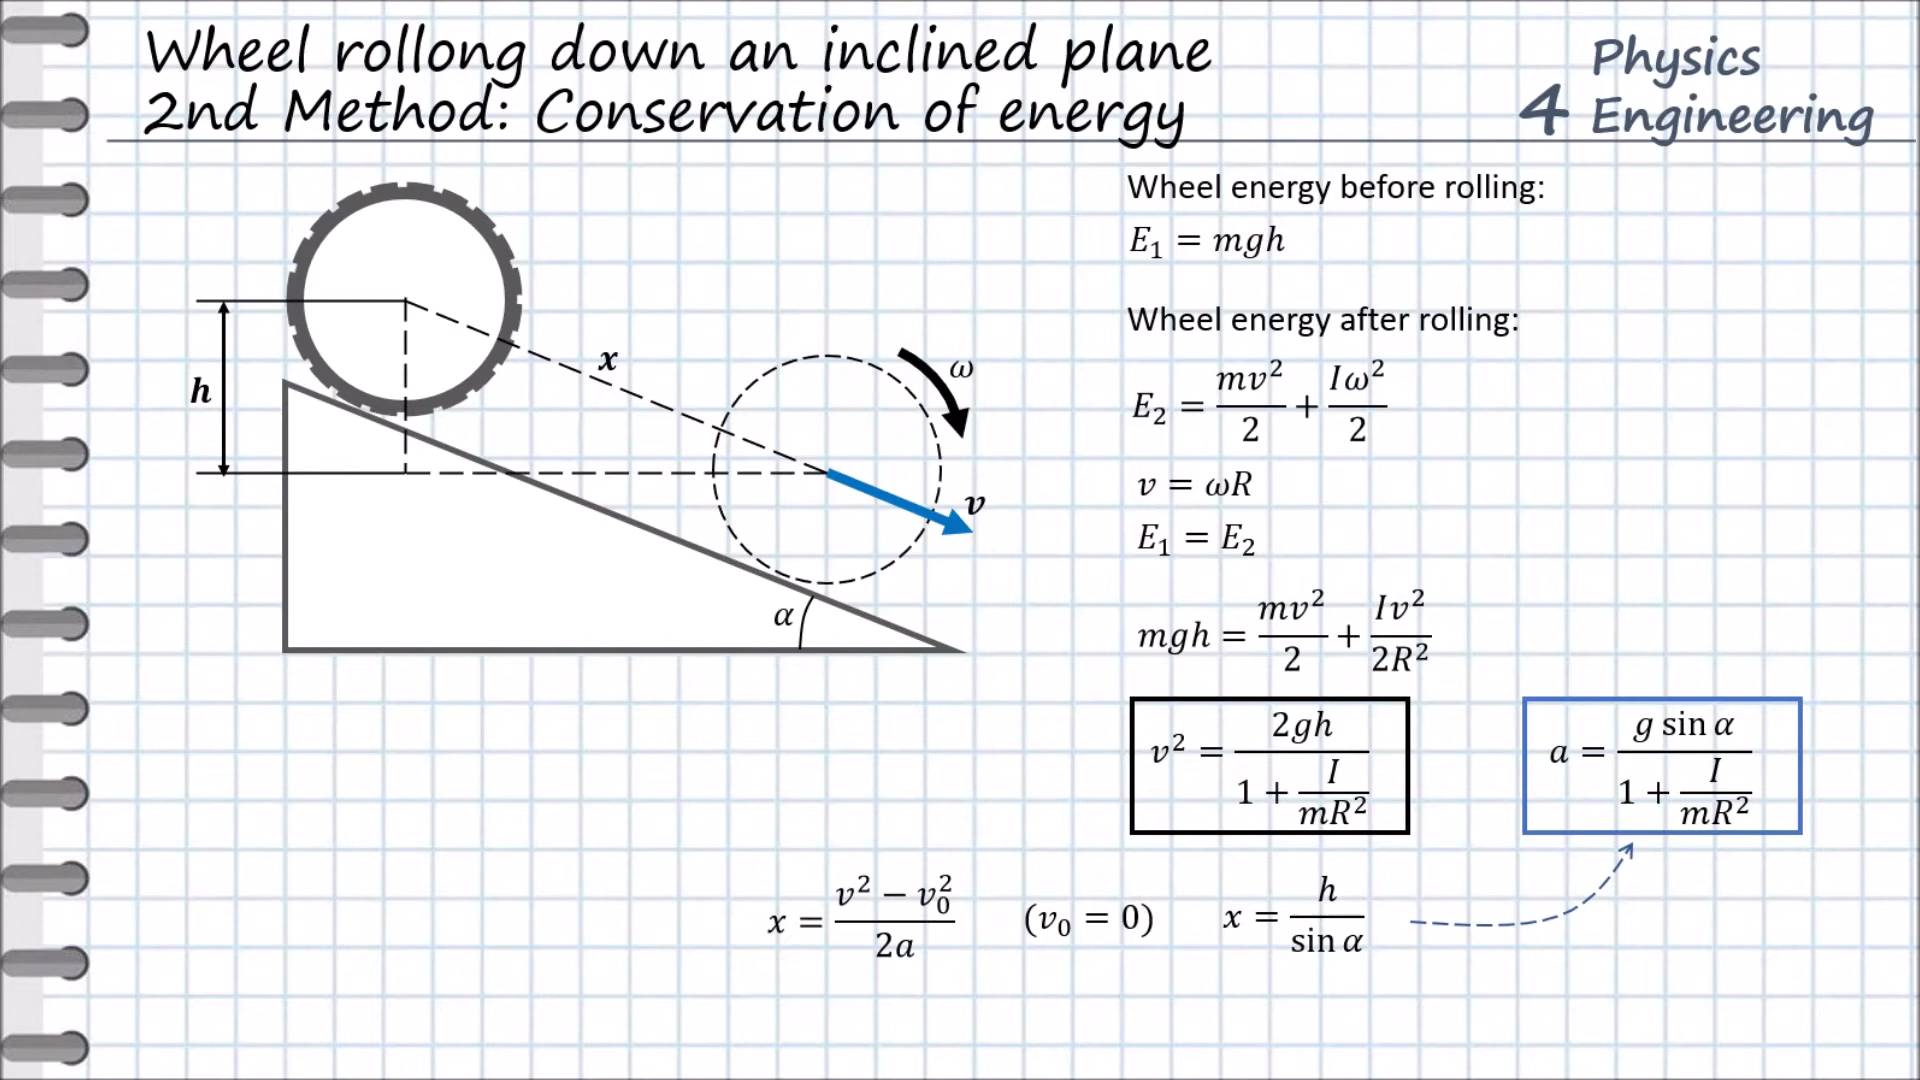 Wheel rollong down an inclined plane
2nd Method: Conservation of energy
Physics
4 Engineering
Wheel energy before rolling:
E₁ = mgh
Wheel energy after rolling:
E₂ = mv²/2 + Iω²/2
v = ωR
E₁ = E₂
mgh = mv²/2 + Iv²/2R²
v² = 2gh/(1 + I/mR²)
a = g sin α/(1 + I/mR²)
x = (v² − v₀²)/2a
(v₀ = 0)
x = h/sin α
h
x
ω
v
α